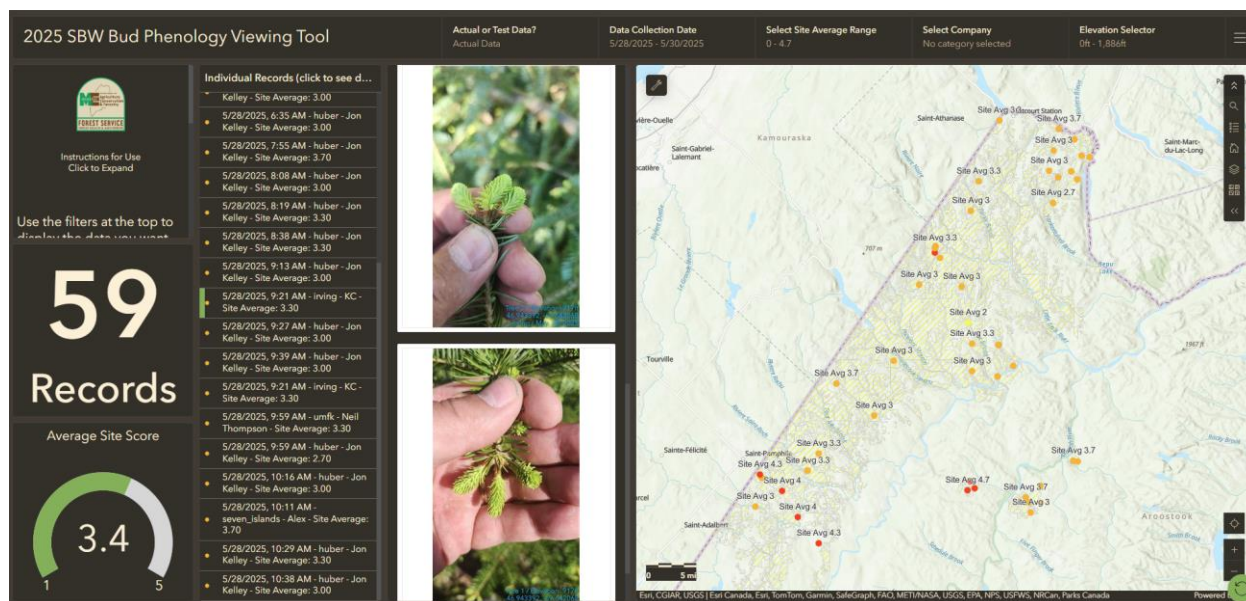 2025 SBW Bud Phenology Viewing Tool
Actual or Test Data?
Actual Data
Data Collection Date
5/28/2025 - 5/30/2025
Select Site Average Range
0 - 4.7
Select Company
No category selected
Elevation Selector
0ft - 1,886ft
FOREST SERVICE
Instructions for Use
Click to Expand
Use the filters at the top to
59
Records
Average Site Score
3.4
1
5
Individual Records (click to see d...
Kelley - Site Average: 3.00
5/28/2025, 6:35 AM - huber - Jon
Kelley - Site Average: 3.00
5/28/2025, 7:55 AM - huber - Jon
Kelley - Site Average: 3.70
5/28/2025, 8:08 AM - huber - Jon
Kelley - Site Average: 3.00
5/28/2025, 8:19 AM - huber - Jon
Kelley - Site Average: 3.30
5/28/2025, 8:38 AM - huber - Jon
Kelley - Site Average: 3.30
5/28/2025, 9:13 AM - huber - Jon
Kelley - Site Average: 3.00
5/28/2025, 9:21 AM - irving - KC -
Site Average: 3.30
5/28/2025, 9:27 AM - huber - Jon
Kelley - Site Average: 3.00
5/28/2025, 9:39 AM - huber - Jon
Kelley - Site Average: 3.00
5/28/2025, 9:21 AM - irving - KC -
Site Average: 3.30
5/28/2025, 9:59 AM - umfk - Neil
Thompson - Site Average: 3.30
5/28/2025, 9:59 AM - huber - Jon
Kelley - Site Average: 2.70
5/28/2025, 10:16 AM - huber - Jon
Kelley - Site Average: 3.00
5/28/2025, 10:11 AM -
seven_islands - Alex - Site Average:
3.70
5/28/2025, 10:29 AM - huber - Jon
Kelley - Site Average: 3.30
5/28/2025, 10:38 AM - huber - Jon
Kelley - Site Average: 3.00
Site Avg 3.3
court Station
Saint-Athanase
Site Avg 3.7
Kamouraska
Saint-Gabriel-
Lalemant
Site Avg 3
Saint-Marc-
du-Lac-Long
Site Avg 3
Site Avg 3.3
Site Avg 2.7
Site Avg 3
Site Avg 3.3
707 m
Site Avg 3
Site Avg 3
Site Avg 2
Site Avg 3.3
1967 ft
Tourville
Site Avg 3
Site Avg 3
Site Avg 3.7
Site Avg 3
Sainte-Félicité
Site Avg 3.3
Saint-Pamphile
Site Avg 3.7
Site Avg 4.3
Site Avg 3.3
Site Avg 4
Site Avg 4.7
Site Avg 3.7
Site Avg 3
Site Avg 3
Site Avg 4
Saint-Adalbert
Aroostook
Site Avg 4.3
0
5 mi
Esri, CGIAR, USGS | Esri Canada, Esri, TomTom, Garmin, SafeGraph, FAO, METI/NASA, USGS, EPA, NPS, USFWS, NRCan, Parks Canada
Powered